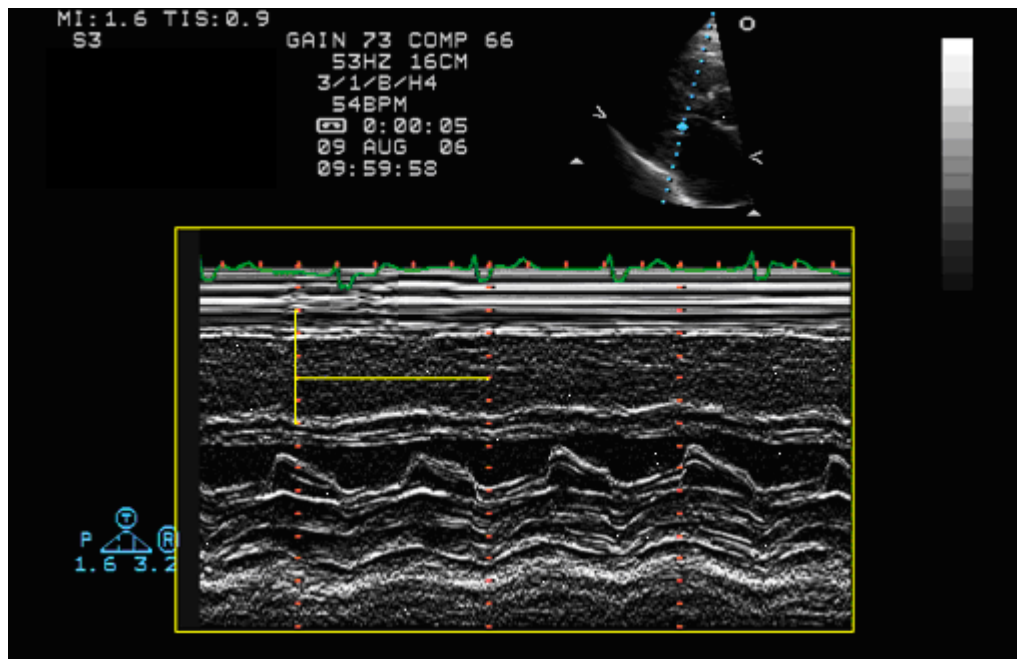 MI:1.6 TIS:0.9
S3
GAIN 73 COMP 66
53HZ 16CM
3/1/B/H4
54BPM
0:00:05
09 AUG 06
09:59:58
T
P R
1.6 3.2